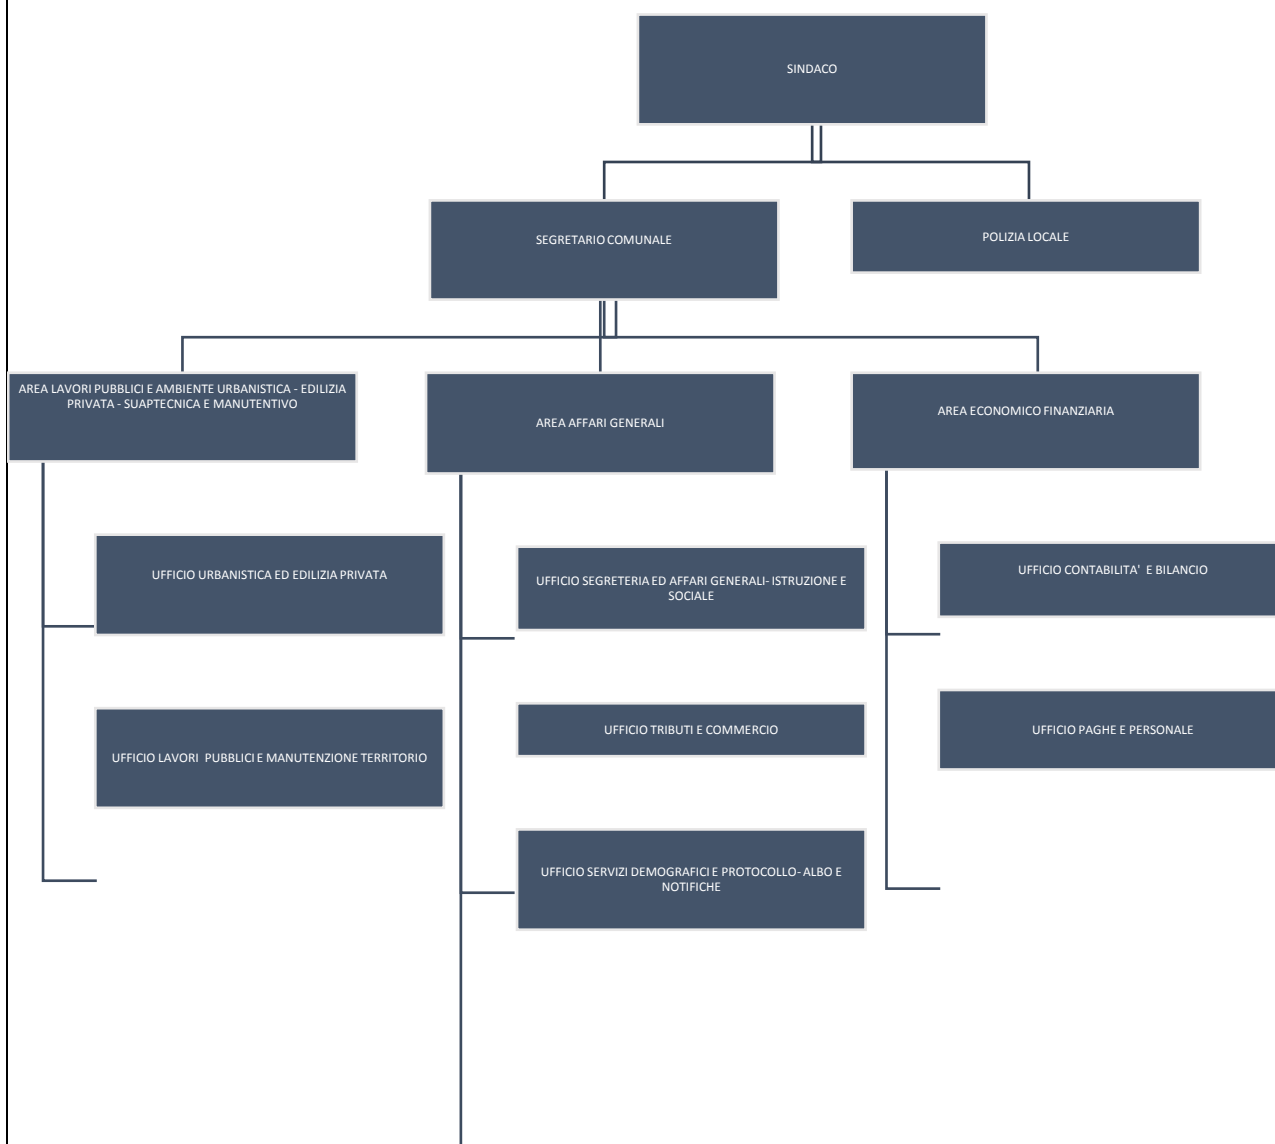 SINDACO
SEGRETARIO COMUNALE
POLIZIA LOCALE
AREA LAVORI PUBBLICI E AMBIENTE URBANISTICA - EDILIZIA
PRIVATA - SUAPTECNICA E MANUTENTIVO
AREA AFFARI GENERALI
AREA ECONOMICO FINANZIARIA
UFFICIO URBANISTICA ED EDILIZIA PRIVATA
UFFICIO LAVORI PUBBLICI E MANUTENZIONE TERRITORIO
UFFICIO SEGRETERIA ED AFFARI GENERALI- ISTRUZIONE E
SOCIALE
UFFICIO TRIBUTI E COMMERCIO
UFFICIO SERVIZI DEMOGRAFICI E PROTOCOLLO- ALBO E
NOTIFICHE
UFFICIO CONTABILITA' E BILANCIO
UFFICIO PAGHE E PERSONALE